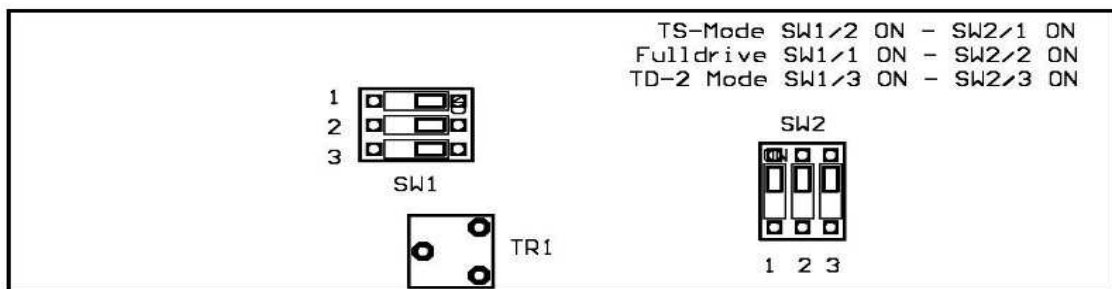 TS-Mode SW1/2 ON - SW2/1 ON
Fulldrive SW1/1 ON - SW2/2 ON
TD-2 Mode SW1/3 ON - SW2/3 ON
1
2
3
SW1
SW2
ON
TR1
1 2 3